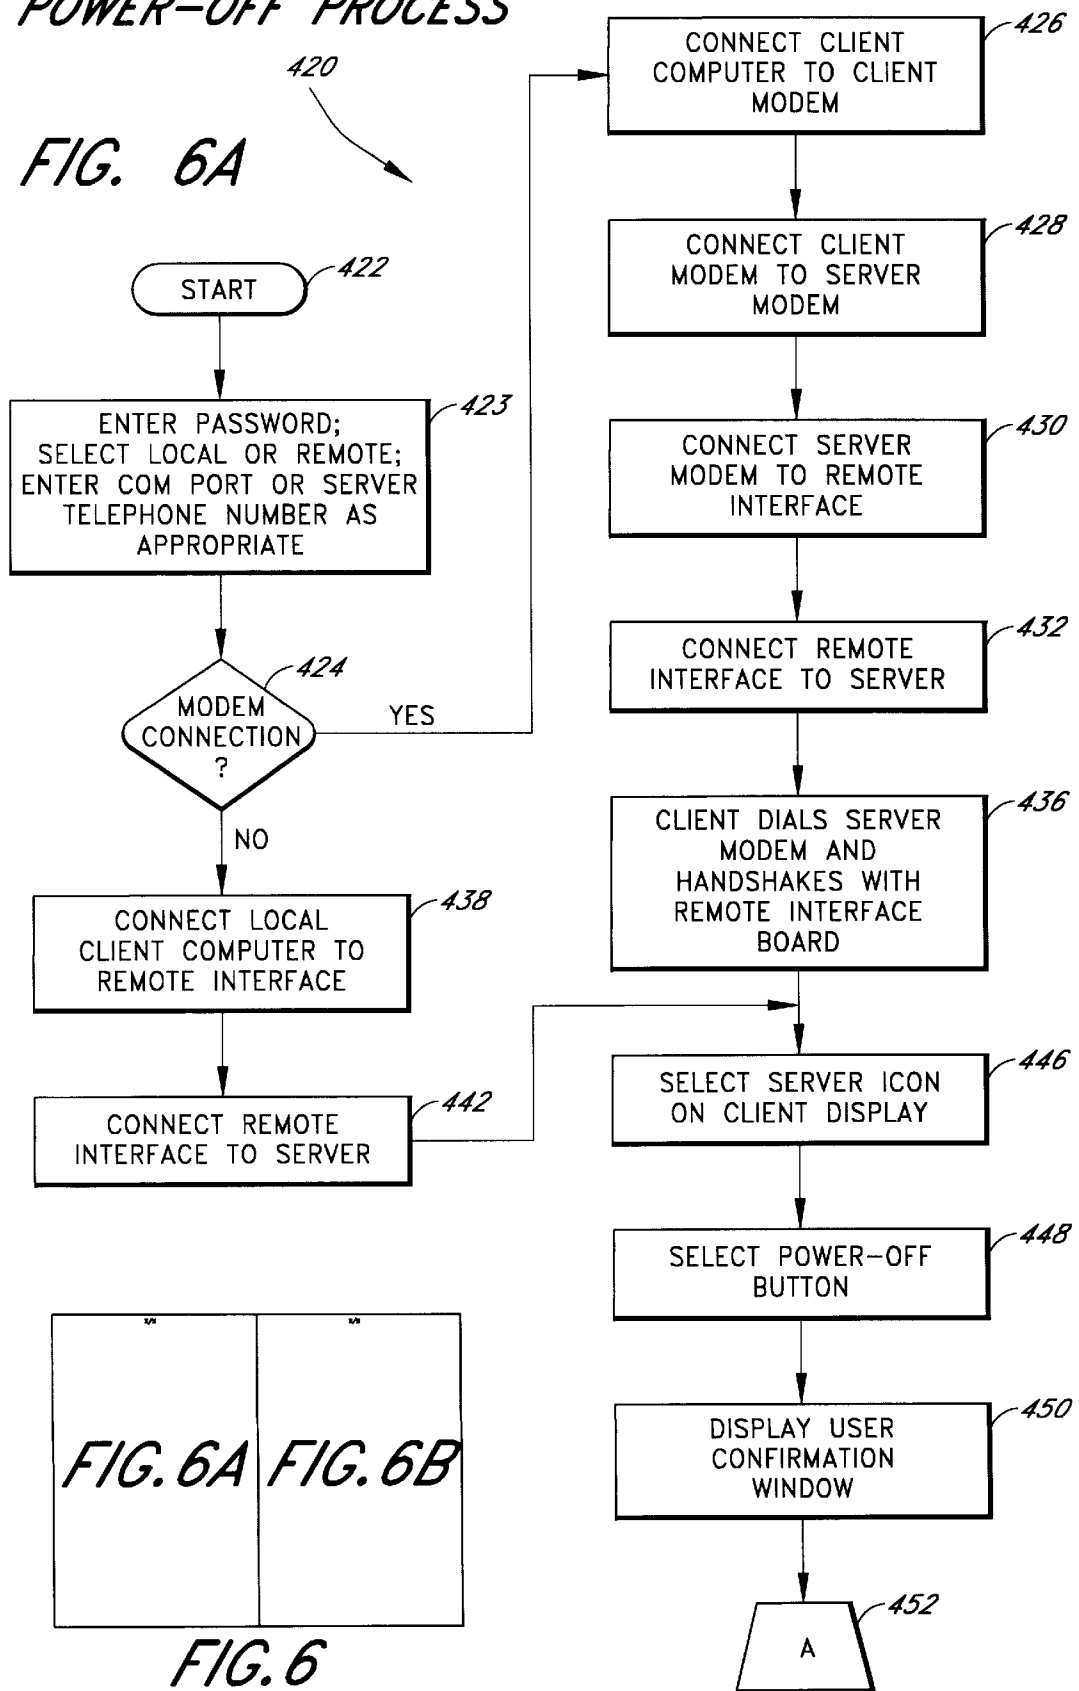 POWER-OFF PROCESS
420
FIG. 6A
START
422
ENTER PASSWORD;
SELECT LOCAL OR REMOTE;
ENTER COM PORT OR SERVER
TELEPHONE NUMBER AS
APPROPRIATE
423
MODEM
CONNECTION
?
424
YES
NO
CONNECT LOCAL
CLIENT COMPUTER TO
REMOTE INTERFACE
438
CONNECT REMOTE
INTERFACE TO SERVER
442
CONNECT CLIENT
COMPUTER TO CLIENT
MODEM
426
CONNECT CLIENT
MODEM TO SERVER
MODEM
428
CONNECT SERVER
MODEM TO REMOTE
INTERFACE
430
CONNECT REMOTE
INTERFACE TO SERVER
432
CLIENT DIALS SERVER
MODEM AND
HANDSHAKES WITH
REMOTE INTERFACE
BOARD
436
SELECT SERVER ICON
ON CLIENT DISPLAY
446
SELECT POWER-OFF
BUTTON
448
DISPLAY USER
CONFIRMATION
WINDOW
450
A
452
FIG. 6A
FIG. 6B
FIG. 6